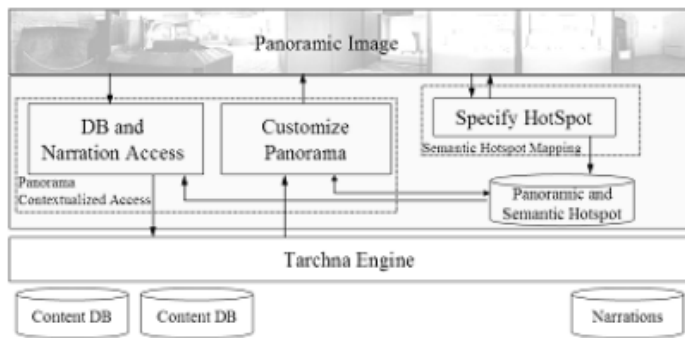 Panoramic Image
DB and
Narration Access
Customize
Panorama
Specify HotSpot
Semantic Hotspot Mapping
Panorama
Contextualized Access
Panoramic and
Semantic Hotspot
Tarchna Engine
Content DB
Content DB
Narrations